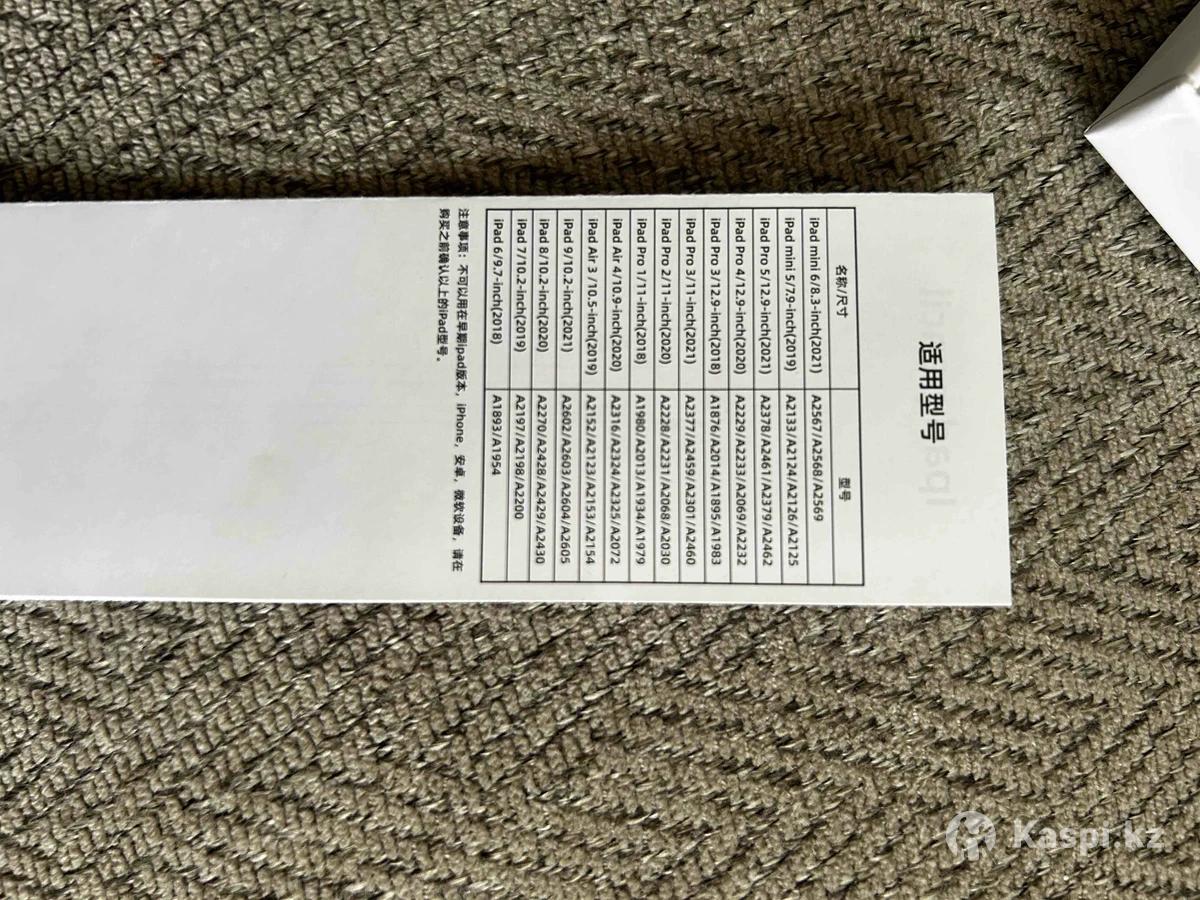 适用型号
名称/尺寸 型号
iPad mini 6/8.3-inch(2021) A2567/A2568/A2569
iPad mini 5/7.9-inch(2019) A2133/A2124/A2126/A2125
iPad Pro 5/12.9-inch(2021) A2378/A2461/A2379/A2462
iPad Pro 4/12.9-inch(2020) A2229/A2233/A2069/A2232
iPad Pro 3/12.9-inch(2018) A1876/A2014/A1895/A1983
iPad Pro 3/11-inch(2021) A2377/A2459/A2301/A2460
iPad Pro 2/11-inch(2020) A2228/A2231/A2068/A2030
iPad Pro 1/11-inch(2018) A1980/A2013/A1934/A1979
iPad Air 4/10.9-inch(2020) A2316/A2324/A2325/A2072
iPad Air 3 /10.5-inch(2019) A2152/A2123/A2153/A2154
iPad 9/10.2-inch(2021) A2602/A2603/A2604/A2605
iPad 8/10.2-inch(2020) A2270/A2428/A2429/A2430
iPad 7/10.2-inch(2019) A2197/A2198/A2200
iPad 6/9.7-inch(2018) A1893/A1954
注意事项：不可以用在早期ipad版本，iPhone，安卓，微软设备，请在
购买之前确认以上的iPad型号。
Kaspi.kz